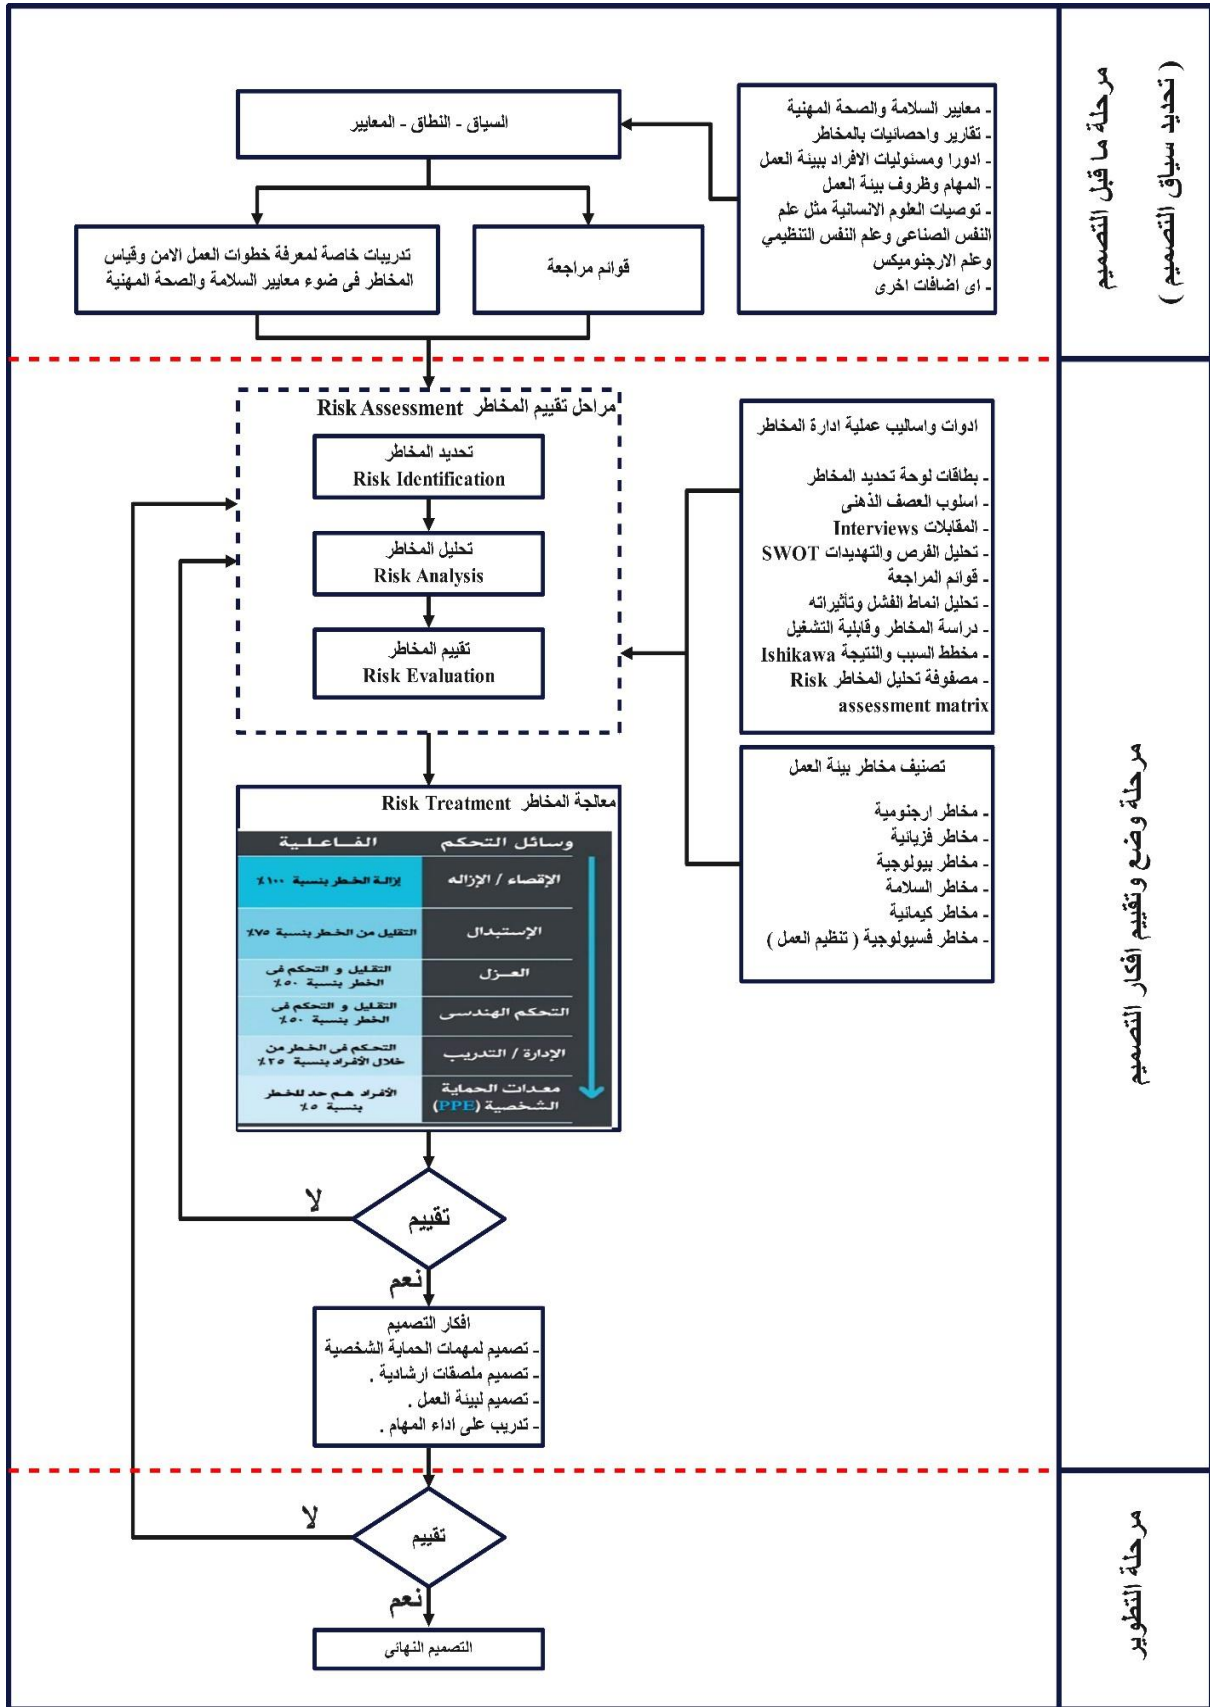 مرحلة ما قبل التصميم
( تحديد سياق التصميم )
- معايير السلامة والصحة المهنية
- تقارير واحصائيات بالمخاطر
- ادورا ومسئوليات الافراد ببيئة العمل
- المهام وظروف بيئة العمل
- توصيات العلوم الانسانية مثل علم
النفس الصناعى وعلم النفس التنظيمي
وعلم الارجنوميكس
- اى اضافات اخرى
السياق - النطاق - المعايير
قوائم مراجعة
تدريبات خاصة لمعرفة خطوات العمل الامن وقياس
المخاطر فى ضوء معايير السلامة والصحة المهنية
مرحلة وضع وتقييم افكار التصميم
ادوات واساليب عملية ادارة المخاطر
- بطاقات لوحة تحديد المخاطر
- اسلوب العصف الذهنى
- المقابلات Interviews
- تحليل الفرص والتهديدات SWOT
- قوائم المراجعة
- تحليل انماط الفشل وتأثيراته
- دراسة المخاطر وقابلية التشغيل
- مخطط السبب والنتيجة Ishikawa
- مصفوفة تحليل المخاطر Risk
assessment matrix
تصنيف مخاطر بيئة العمل
- مخاطر ارجنومية
- مخاطر فزيائية
- مخاطر بيولوجية
- مخاطر السلامة
- مخاطر كيمائية
- مخاطر فسيولوجية ( تنظيم العمل )
مراحل تقييم المخاطر Risk Assessment
تحديد المخاطر
Risk Identification
تحليل المخاطر
Risk Analysis
تقييم المخاطر
Risk Evaluation
معالجة المخاطر Risk Treatment
وسائل التحكم الفـاعـلـيـة
الإقصاء / الإزاله إزالة الخطر بنسبة ١٠٠٪
الإستبدال التقليل من الخطر بنسبة ٧٥٪
العـزل التقليل و التحكم فى
الخطر بنسبة ٥٠٪
التحكم الهندسى التقليل و التحكم فى
الخطر بنسبة ٥٠٪
الإدارة / التدريب التحكم فى الخطر من
خلال الأفراد بنسبة ٢٥٪
معدات الحماية الأفراد هم حد للخطر
الشخصية (PPE) بنسبة ٥٪
تقييم
لا
نعم
افكار التصميم
- تصميم لمهمات الحماية الشخصية
- تصميم ملصقات ارشادية .
- تصميم لبيئة العمل .
- تدريب على اداء المهام .
مرحلة التطوير
تقييم
لا
نعم
التصميم النهائى